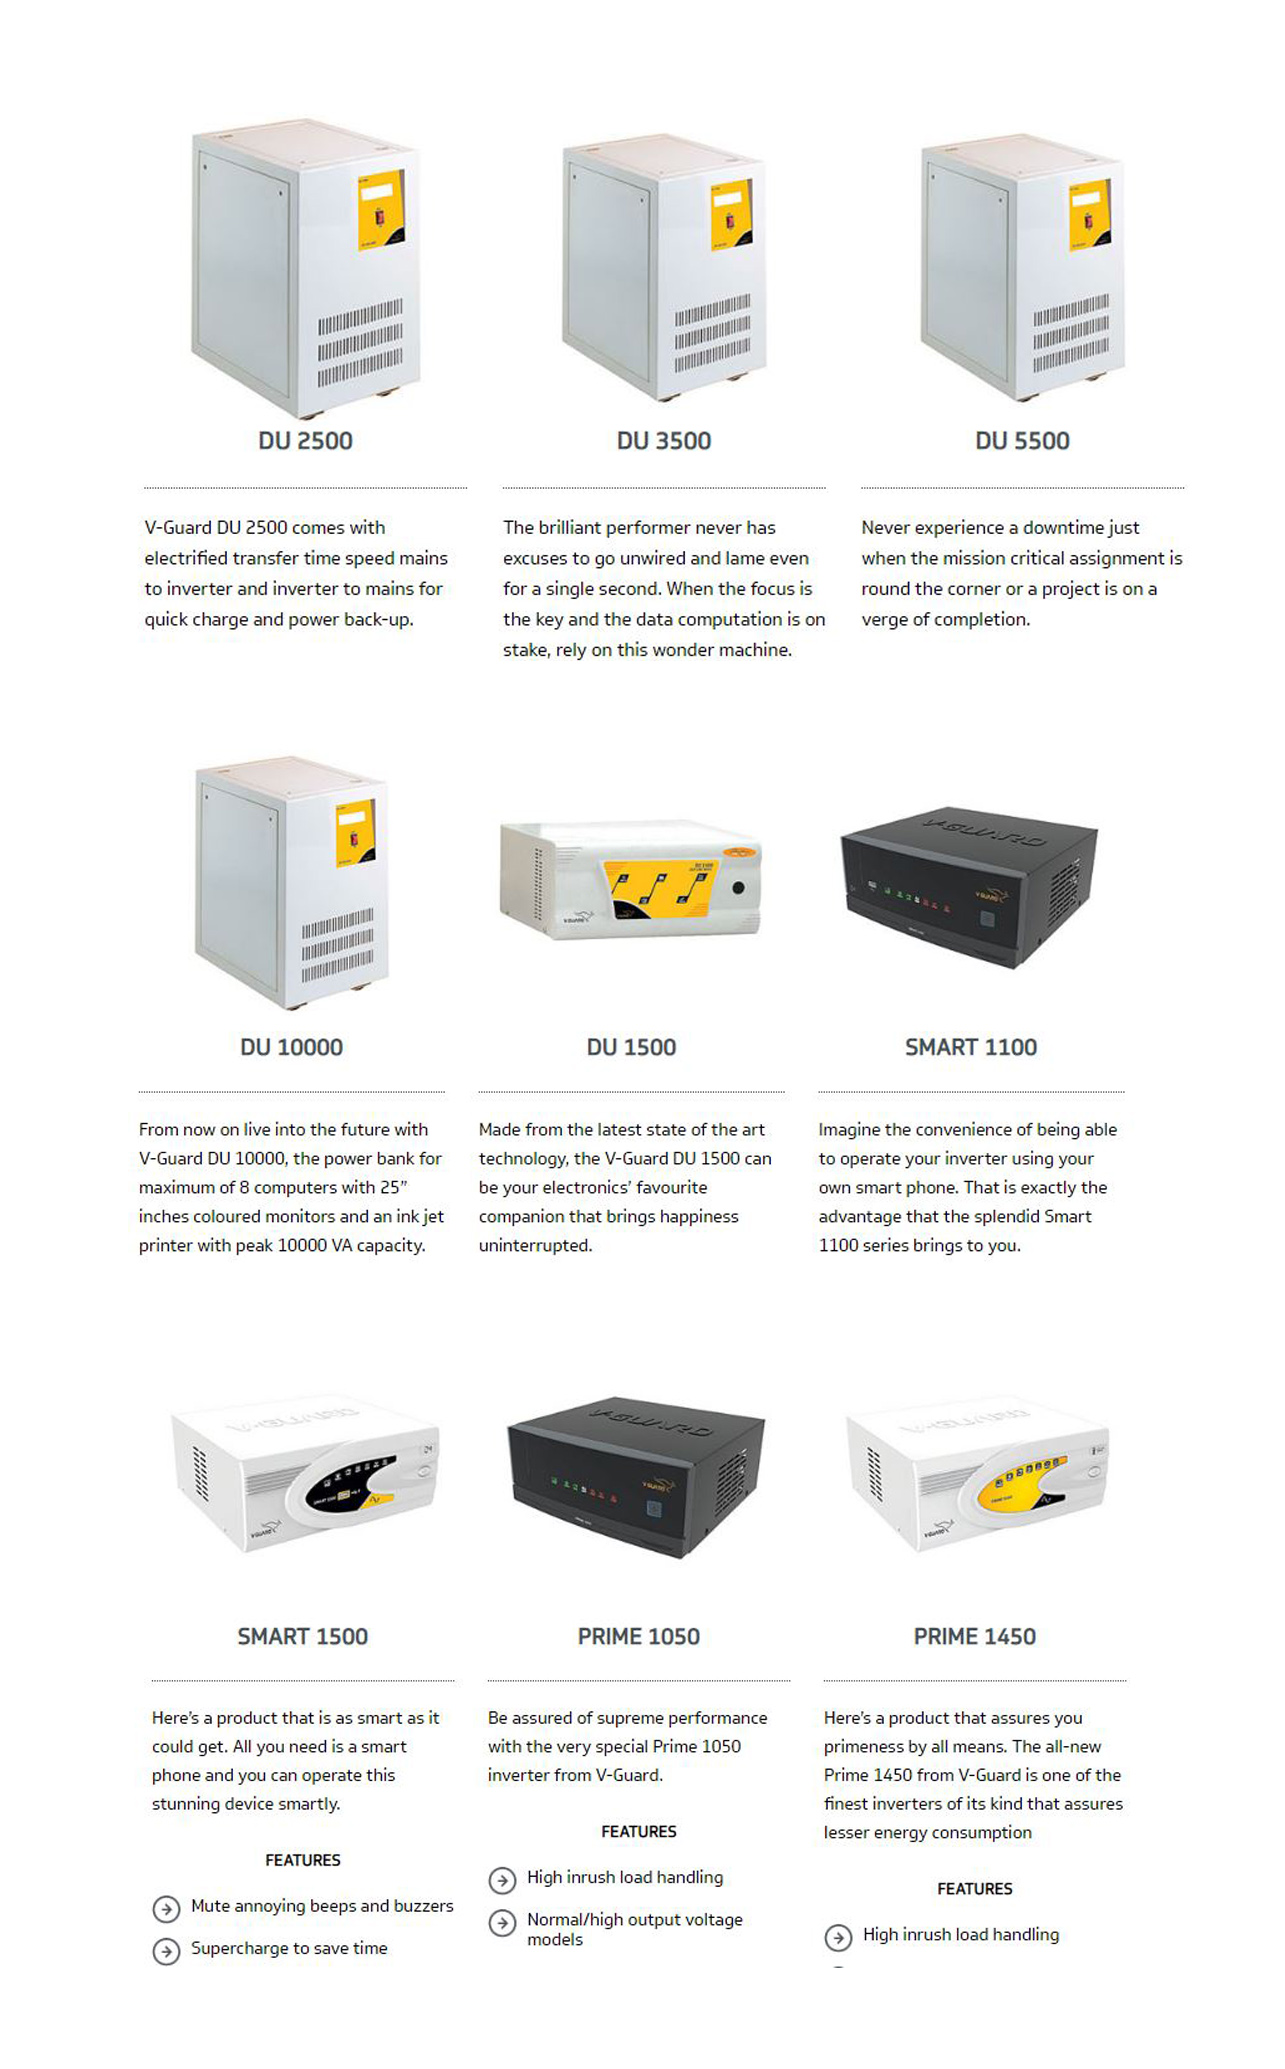 DU 2500
DU 3500
DU 5500
V-Guard DU 2500 comes with
electrified transfer time speed mains
to inverter and inverter to mains for
quick charge and power back-up.
The brilliant performer never has
excuses to go unwired and lame even
for a single second. When the focus is
the key and the data computation is on
stake, rely on this wonder machine.
Never experience a downtime just
when the mission critical assignment is
round the corner or a project is on a
verge of completion.
V-GUARD
V-GUARD
V-GUARD
DU 10000
DU 1500
SMART 1100
From now on live into the future with
V-Guard DU 10000, the power bank for
maximum of 8 computers with 25”
inches coloured monitors and an ink jet
printer with peak 10000 VA capacity.
Made from the latest state of the art
technology, the V-Guard DU 1500 can
be your electronics’ favourite
companion that brings happiness
uninterrupted.
Imagine the convenience of being able
to operate your inverter using your
own smart phone. That is exactly the
advantage that the splendid Smart
1100 series brings to you.
V-GUARD
V-GUARD
V-GUARD
V-GUARD
V-GUARD
V-GUARD
SMART 1500
PRIME 1050
PRIME 1450
Here’s a product that is as smart as it
could get. All you need is a smart
phone and you can operate this
stunning device smartly.
FEATURES
Mute annoying beeps and buzzers
Supercharge to save time
Be assured of supreme performance
with the very special Prime 1050
inverter from V-Guard.
FEATURES
High inrush load handling
Normal/high output voltage
models
Here’s a product that assures you
primeness by all means. The all-new
Prime 1450 from V-Guard is one of the
finest inverters of its kind that assures
lesser energy consumption
FEATURES
High inrush load handling